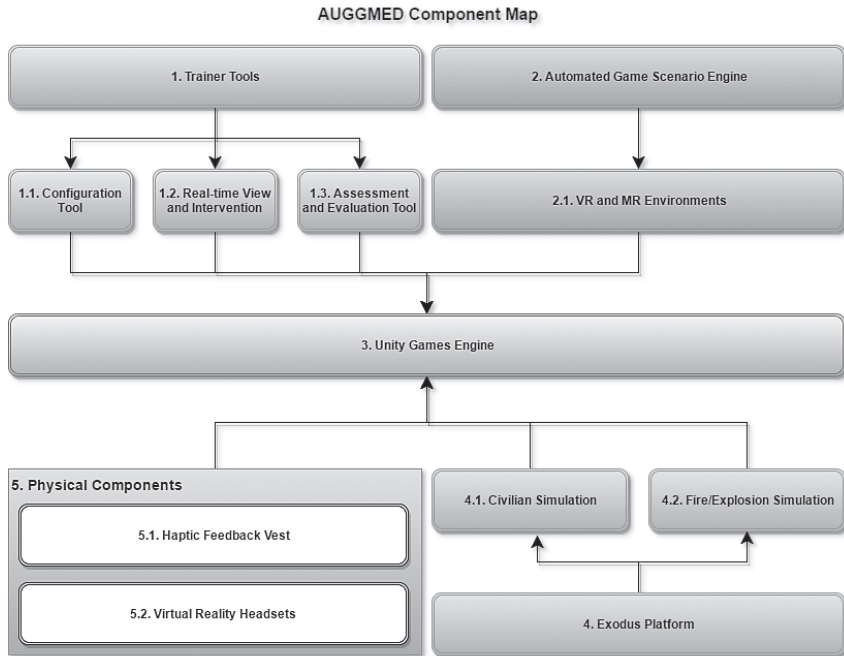 AUGGMED Component Map
1. Trainer Tools
2. Automated Game Scenario Engine
1.1. Configuration
Tool
1.2. Real-time View
and Intervention
1.3. Assessment
and Evaluation Tool
2.1. VR and MR Environments
3. Unity Games Engine
5. Physical Components
5.1. Haptic Feedback Vest
5.2. Virtual Reality Headsets
4.1. Civilian Simulation
4.2. Fire/Explosion Simulation
4. Exodus Platform